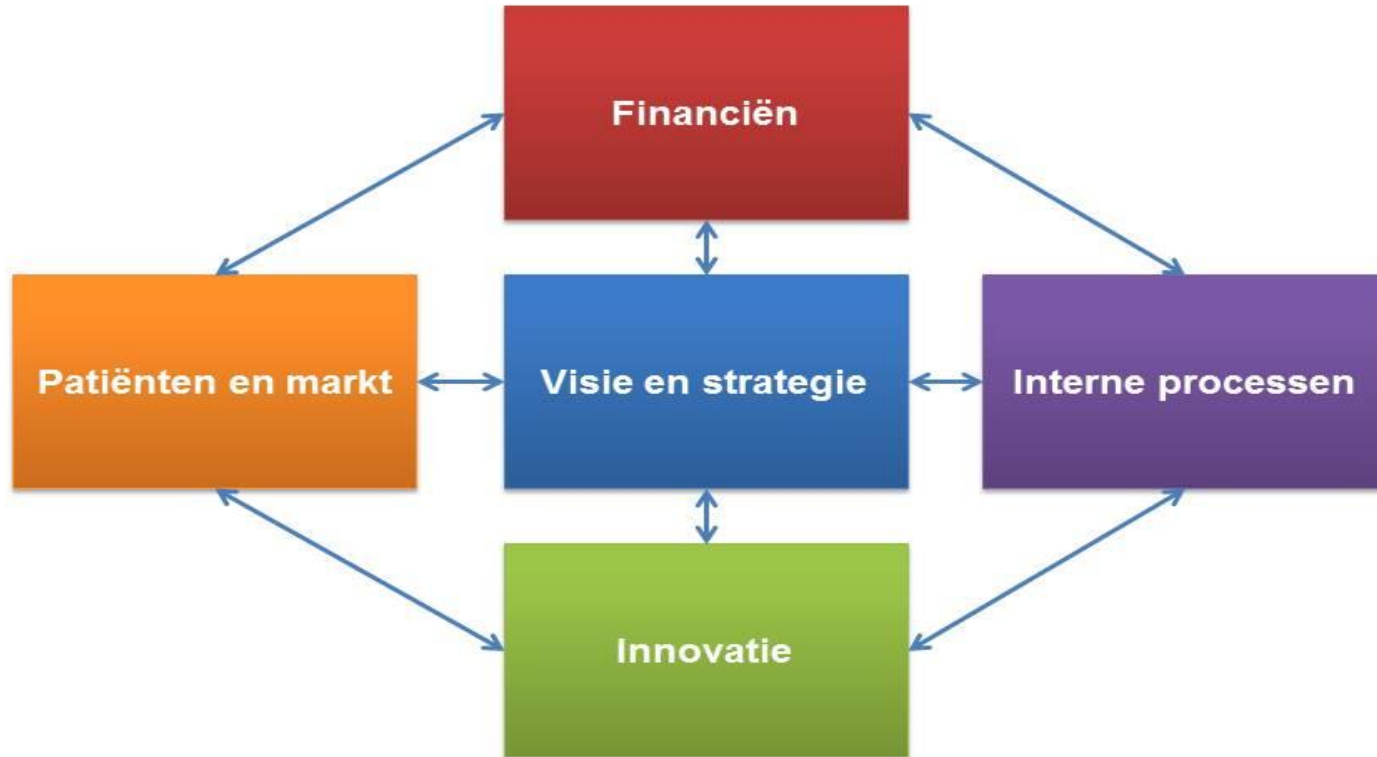 Financiën
Patiënten en markt
Visie en strategie
Interne processen
Innovatie